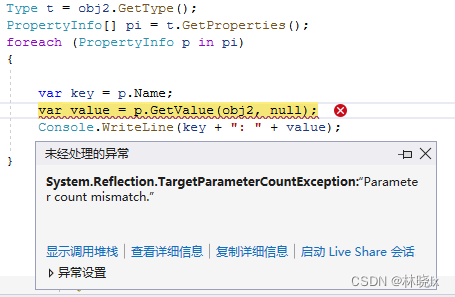 Type t = obj2.GetType();
PropertyInfo[] pi = t.GetProperties();
foreach (PropertyInfo p in pi)
{
var key = p.Name;
var value = p.GetValue(obj2, null);
Console.WriteLine(key + ": " + value);
}
未经处理的异常
System.Reflection.TargetParameterCountException:“Paramete
r count mismatch.”
显示调用堆栈 | 查看详细信息 | 复制详细信息 | 启动 Live Share 会话
异常设置
CSDN @林晓lx